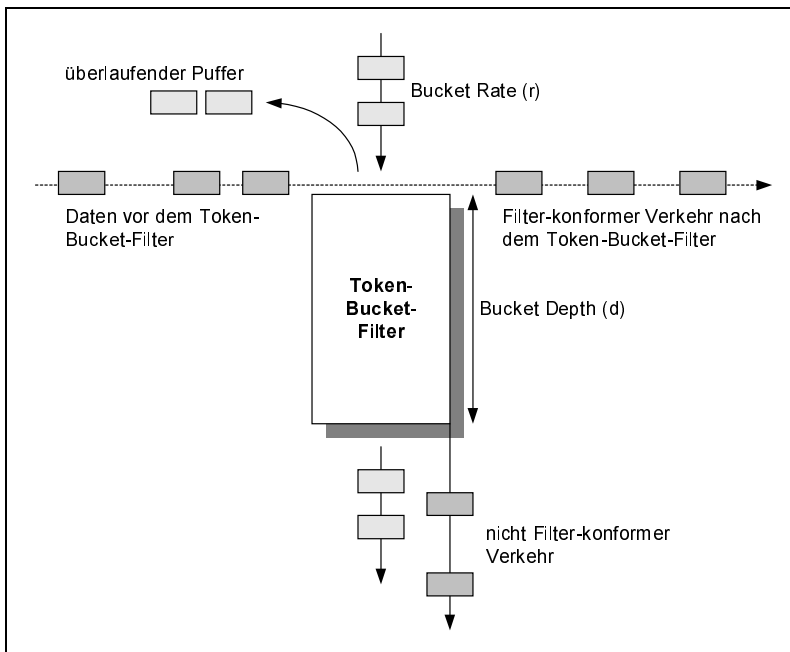 überlaufender Puffer
Bucket Rate (r)
Daten vor dem Token-
Bucket-Filter
Filter-konformer Verkehr nach
dem Token-Bucket-Filter
Token-
Bucket-
Filter
Bucket Depth (d)
nicht Filter-konformer
Verkehr